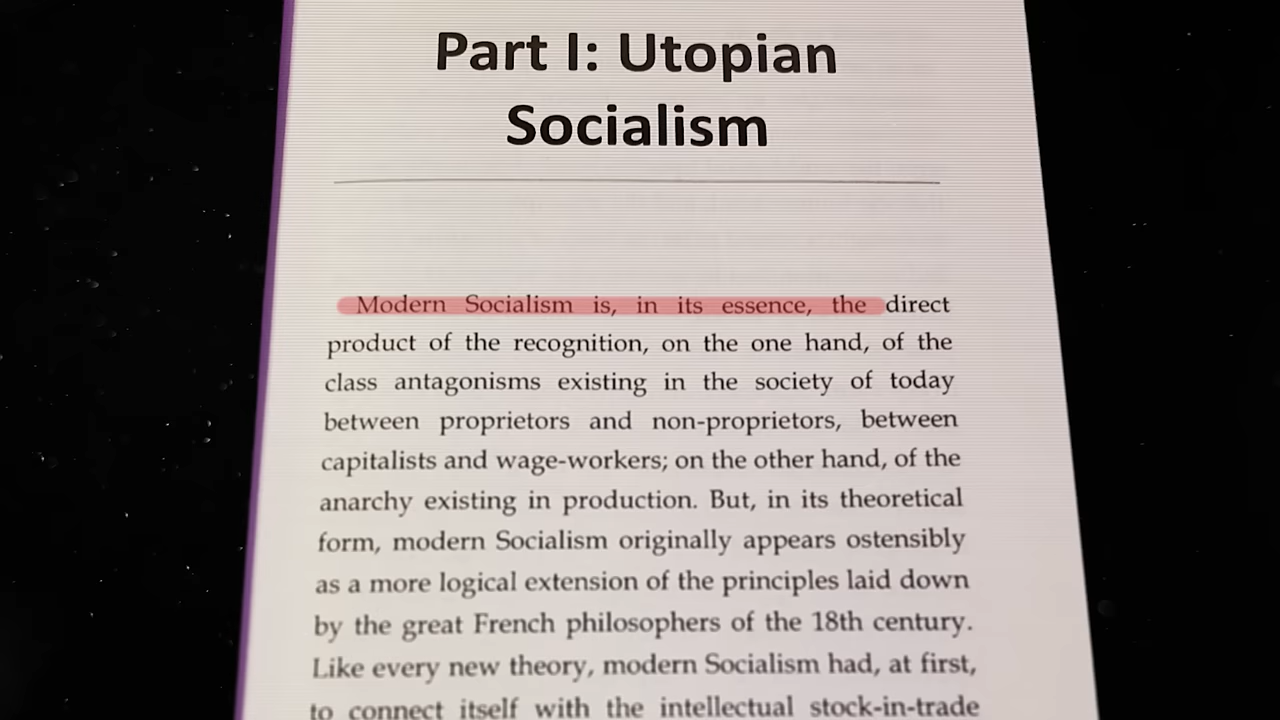 Part I: Utopian
Socialism
Modern Socialism is, in its essence, the direct
product of the recognition, on the one hand, of the
class antagonisms existing in the society of today
between proprietors and non-proprietors, between
capitalists and wage-workers; on the other hand, of the
anarchy existing in production. But, in its theoretical
form, modern Socialism originally appears ostensibly
as a more logical extension of the principles laid down
by the great French philosophers of the 18th century.
Like every new theory, modern Socialism had, at first,
to connect itself with the intellectual stock-in-trade